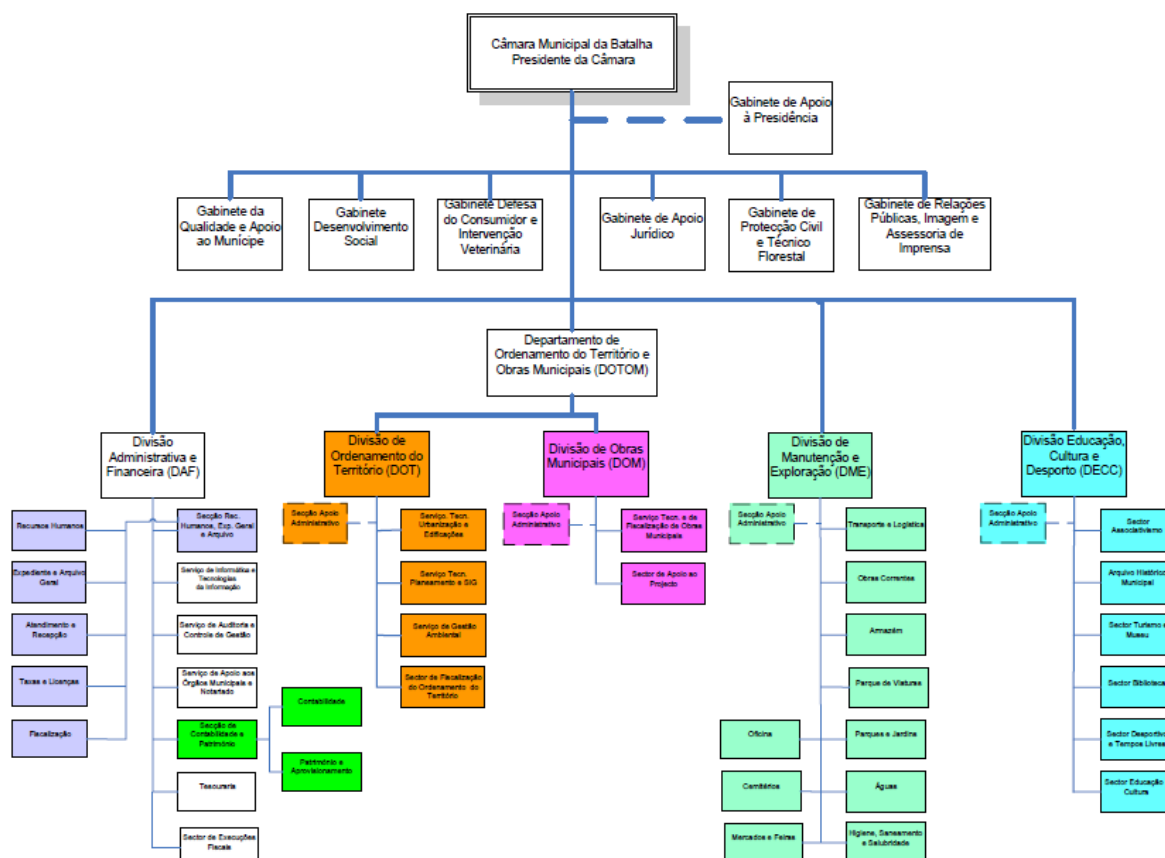 Câmara Municipal da Batalha
Presidente da Câmara
Gabinete de Apoio
à Presidência
Gabinete da
Qualidade e Apoio
ao Munícipe
Gabinete
Desenvolvimento
Social
Gabinete Defesa
do Consumidor e
Intervenção
Veterinária
Gabinete de Apoio
Jurídico
Gabinete de
Protecção Civil
e Técnico
Florestal
Gabinete de Relações
Públicas, Imagem e
Assessoria de
Imprensa
Departamento de
Ordenamento do Território e
Obras Municipais (DOTOM)
Divisão
Administrativa e
Financeira (DAF)
Divisão de
Ordenamento do
Território (DOT)
Divisão de Obras
Municipais (DOM)
Divisão de
Manutenção e
Exploração (DME)
Divisão Educação,
Cultura e
Desporto (DECC)
Recursos Humanos
Expediente e Arquivo
Geral
Atendimento e
Recepção
Taxas e Licenças
Fiscalização
Secção Rec.
Humanos, Exp. Geral
e Arquivo
Serviço de Informática e
Tecnologias
da Informação
Serviço de Auditoria e
Controle de Gestão
Serviço de Apoio aos
Órgãos Municipais e
Notariado
Secção de
Contabilidade e
Património
Tesouraria
Sector de Execuções
Fiscais
Contabilidade
Património e
Aprovisionamento
Secção Apoio
Administrativo
Serviço Tecn.
Urbanização e
Edificações
Serviço Tecn.
Planeamento e SIG
Serviço de Gestão
Ambiental
Sector de Fiscalização
do Ordenamento do
Território
Secção Apoio
Administrativo
Serviço Tecn. e de
Fiscalização de Obras
Municipais
Sector de Apoio ao
Projecto
Secção Apoio
Administrativo
Transporte e Logística
Obras Correntes
Armazém
Parque de Viaturas
Oficina
Parques e Jardins
Cemitérios
Águas
Mercados e Feiras
Higiene, Saneamento
e Salubridade
Secção Apoio
Administrativo
Sector
Associativismo
Arquivo Histórico
Municipal
Sector Turismo e
Museu
Sector Biblioteca
Sector Desportivo
e Tempos Livres
Sector Educação e
Cultura